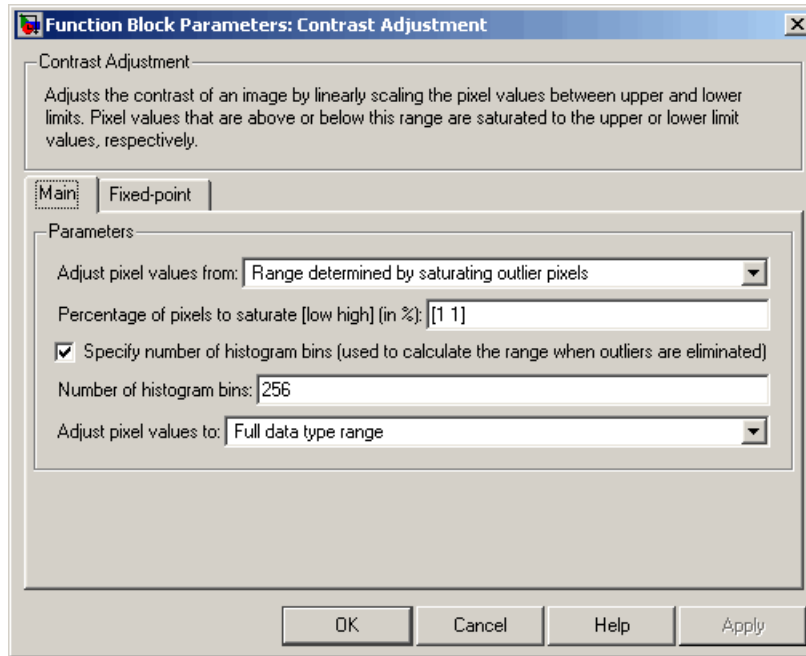 Function Block Parameters: Contrast Adjustment
Contrast Adjustment
Adjusts the contrast of an image by linearly scaling the pixel values between upper and lower
limits. Pixel values that are above or below this range are saturated to the upper or lower limit
values, respectively.
Main Fixed-point
Parameters
Adjust pixel values from: Range determined by saturating outlier pixels
Percentage of pixels to saturate [low high] (in %): [1 1]
Specify number of histogram bins (used to calculate the range when outliers are eliminated)
Number of histogram bins: 256
Adjust pixel values to: Full data type range
OK Cancel Help Apply